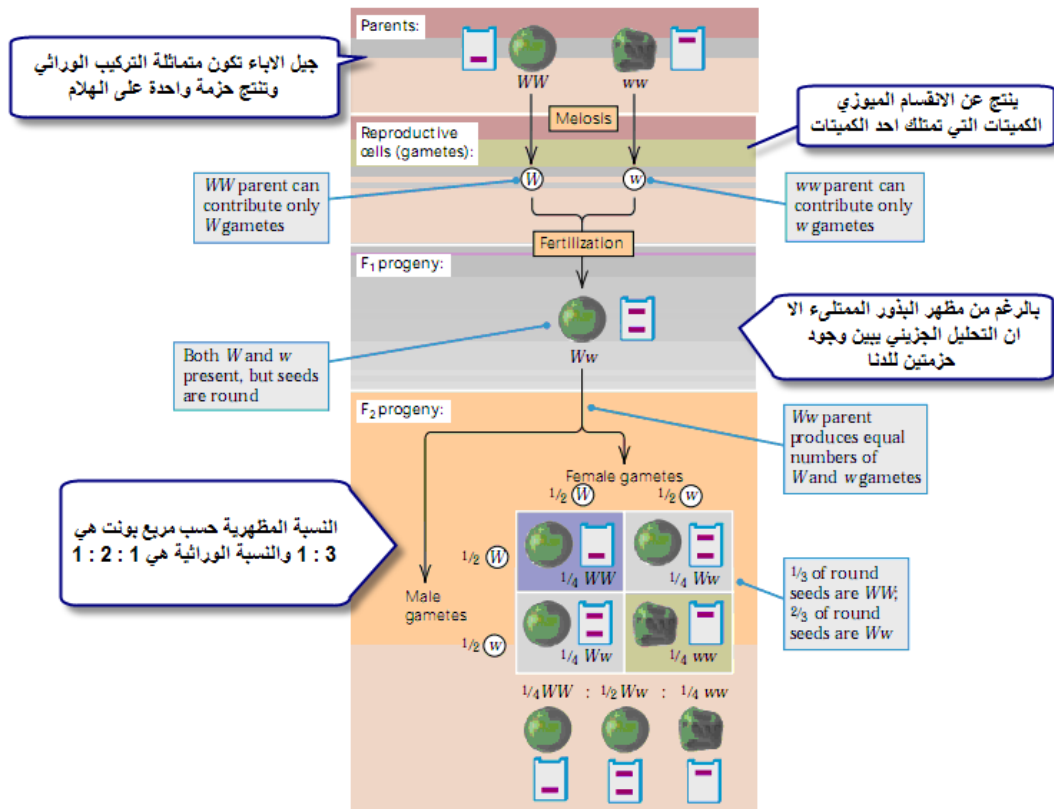 Parents:
جيل الاباء تكون متماثلة التركيب الوراثي
وتنتج حزمة واحدة على الهلام
WW
ww
Meiosis
ينتج عن الانقسام الميوزي
الكميتات التي تمتلك احد الكميتات
Reproductive
cells (gametes):
W
w
WW parent can
contribute only
W gametes
ww parent can
contribute only
w gametes
Fertilization
F1 progeny:
Ww
بالرغم من مظهر البذور الممتلىء الا
ان التحليل الجزيني يبين وجود
حزمتين للدنا
Both W and w
present, but seeds
are round
F2 progeny:
Ww parent
produces equal
numbers of
W and w gametes
Female gametes
1/2 W
1/2 w
النسبة المظهرية حسب مربع بونت هي
3 : 1 والنسبة الوراثية هي 1 : 2 : 1
1/2 W
1/4 WW
1/4 Ww
Male
gametes
1/2 w
1/4 Ww
1/4 ww
1/3 of round
seeds are WW;
2/3 of round
seeds are Ww
1/4 WW : 1/2 Ww : 1/4 ww